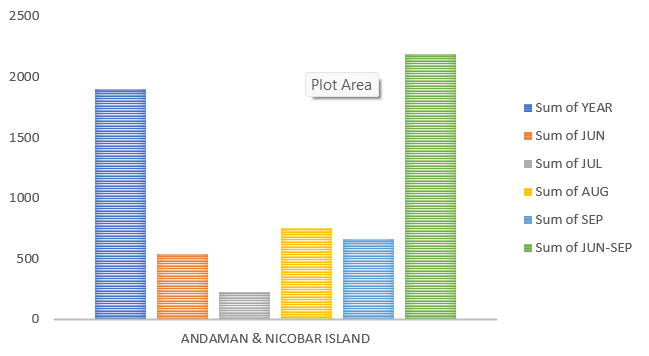 2500
2000
1500
1000
500
0
Plot Area
ANDAMAN & NICOBAR ISLAND
Sum of YEAR
Sum of JUN
Sum of JUL
Sum of AUG
Sum of SEP
Sum of JUN-SEP